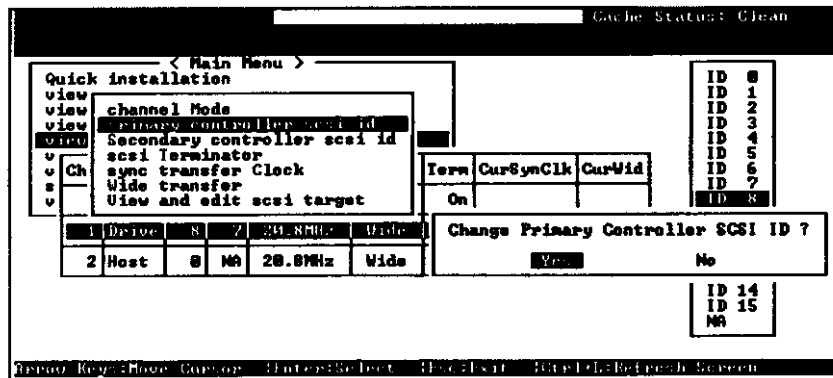 Cache Status: Clean
< Main Menu >
Quick installation
view
view
view
view
v
v
s
v
channel Mode
Primary controller scsi id
Secondary controller scsi id
scsi Terminator
sync transfer Clock
Wide transfer
View and edit scsi target
Ch
Term CurSynClk CurWid
On
1 Drive 8 7 20.8MHz Wide
2 Host 0 NA 20.8MHz Wide
ID 0
ID 1
ID 2
ID 3
ID 4
ID 5
ID 6
ID 7
ID 8
Change Primary Controller SCSI ID ?
Yes No
ID 14
ID 15
NA
Arrow Keys:Move Cursor |Enter:Select |Esc:Exit |Ctrl+L:Refresh Screen